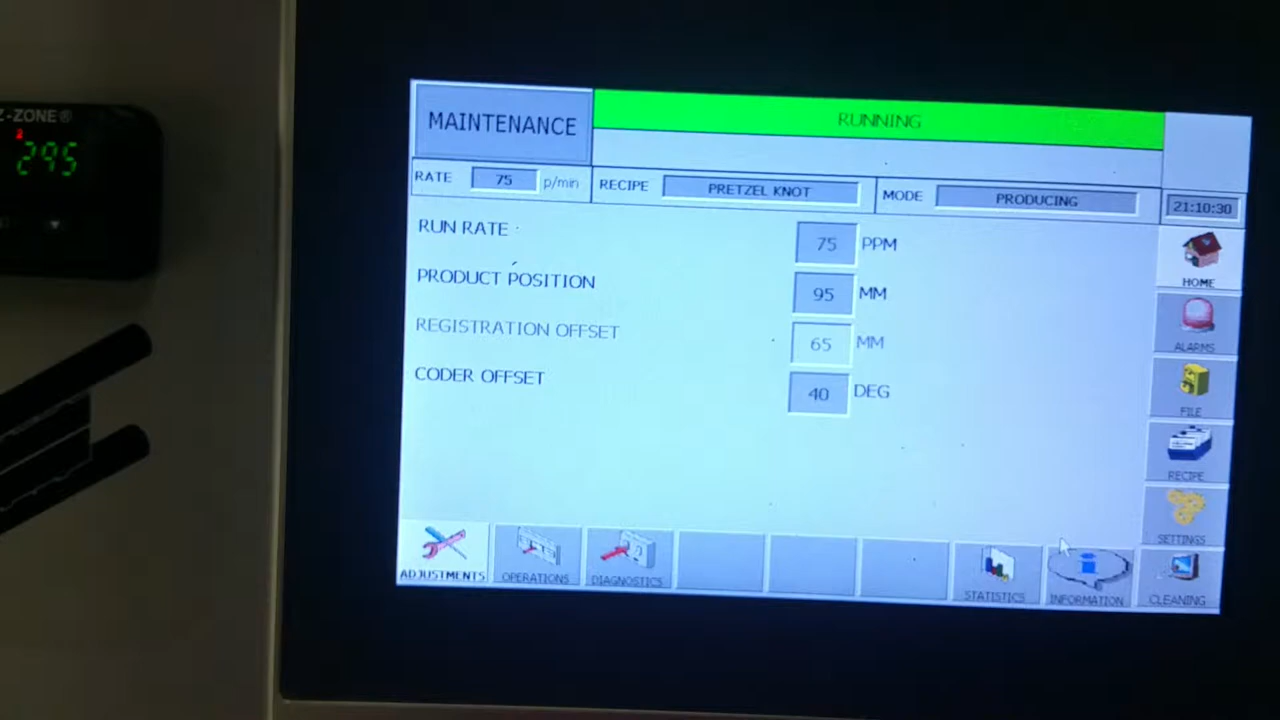 Z-ZONE®
2
295
MAINTENANCE
RUNNING
RATE 75 p/min RECIPE PRETZEL KNOT MODE PRODUCING 21:10:30
RUN RATE 75 PPM
PRODUCT POSITION 95 MM
REGISTRATION OFFSET 65 MM
CODER OFFSET 40 DEG
HOME
ALARMS
FILE
RECIPE
SETTINGS
ADJUSTMENTS OPERATIONS DIAGNOSTICS STATISTICS INFORMATION CLEANING